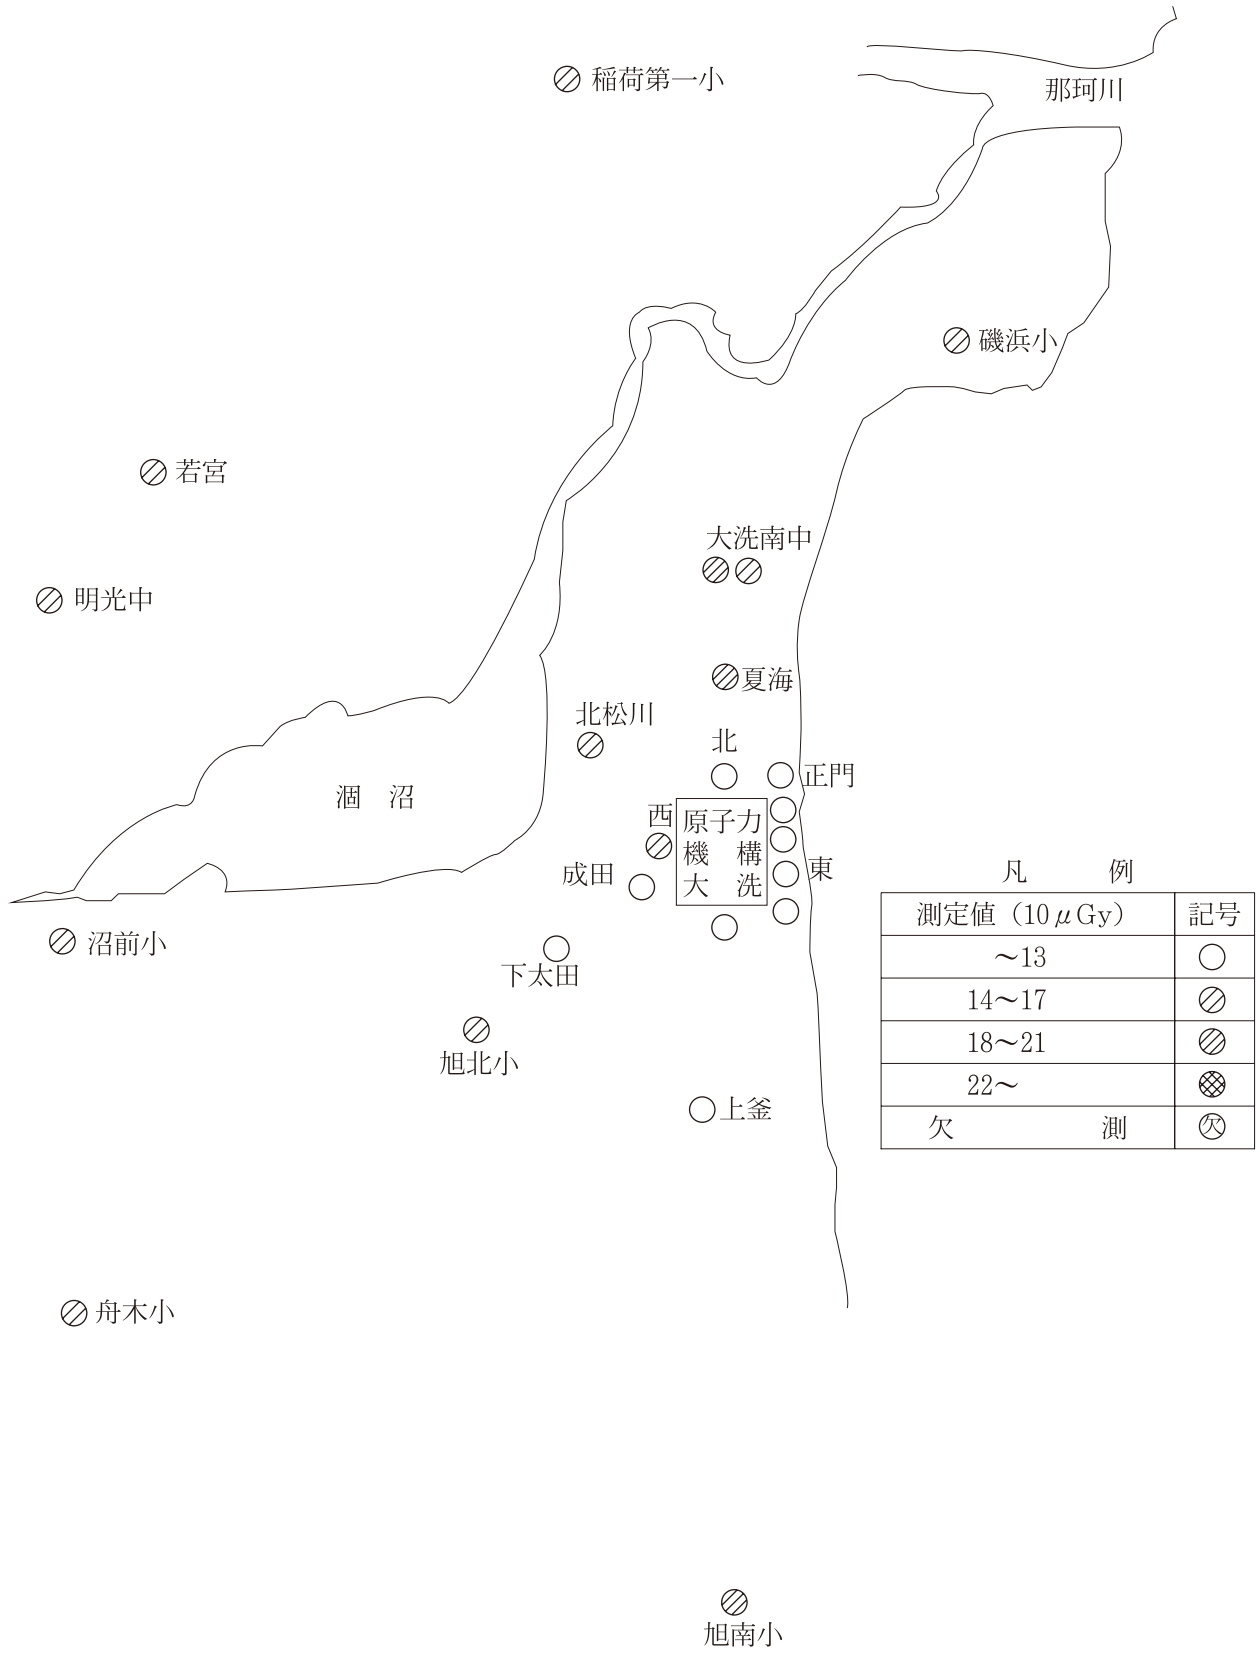 稲荷第一小
那珂川
磯浜小
若宮
大洗南中
明光中
夏海
北松川
北
正門
涸 沼
西
原子力
機 構
大 洗
成田
東
凡 例
測定値（10μGy） 記号
～13
14～17
18～21
22～
欠 測 欠
沼前小
下太田
旭北小
上釜
舟木小
旭南小